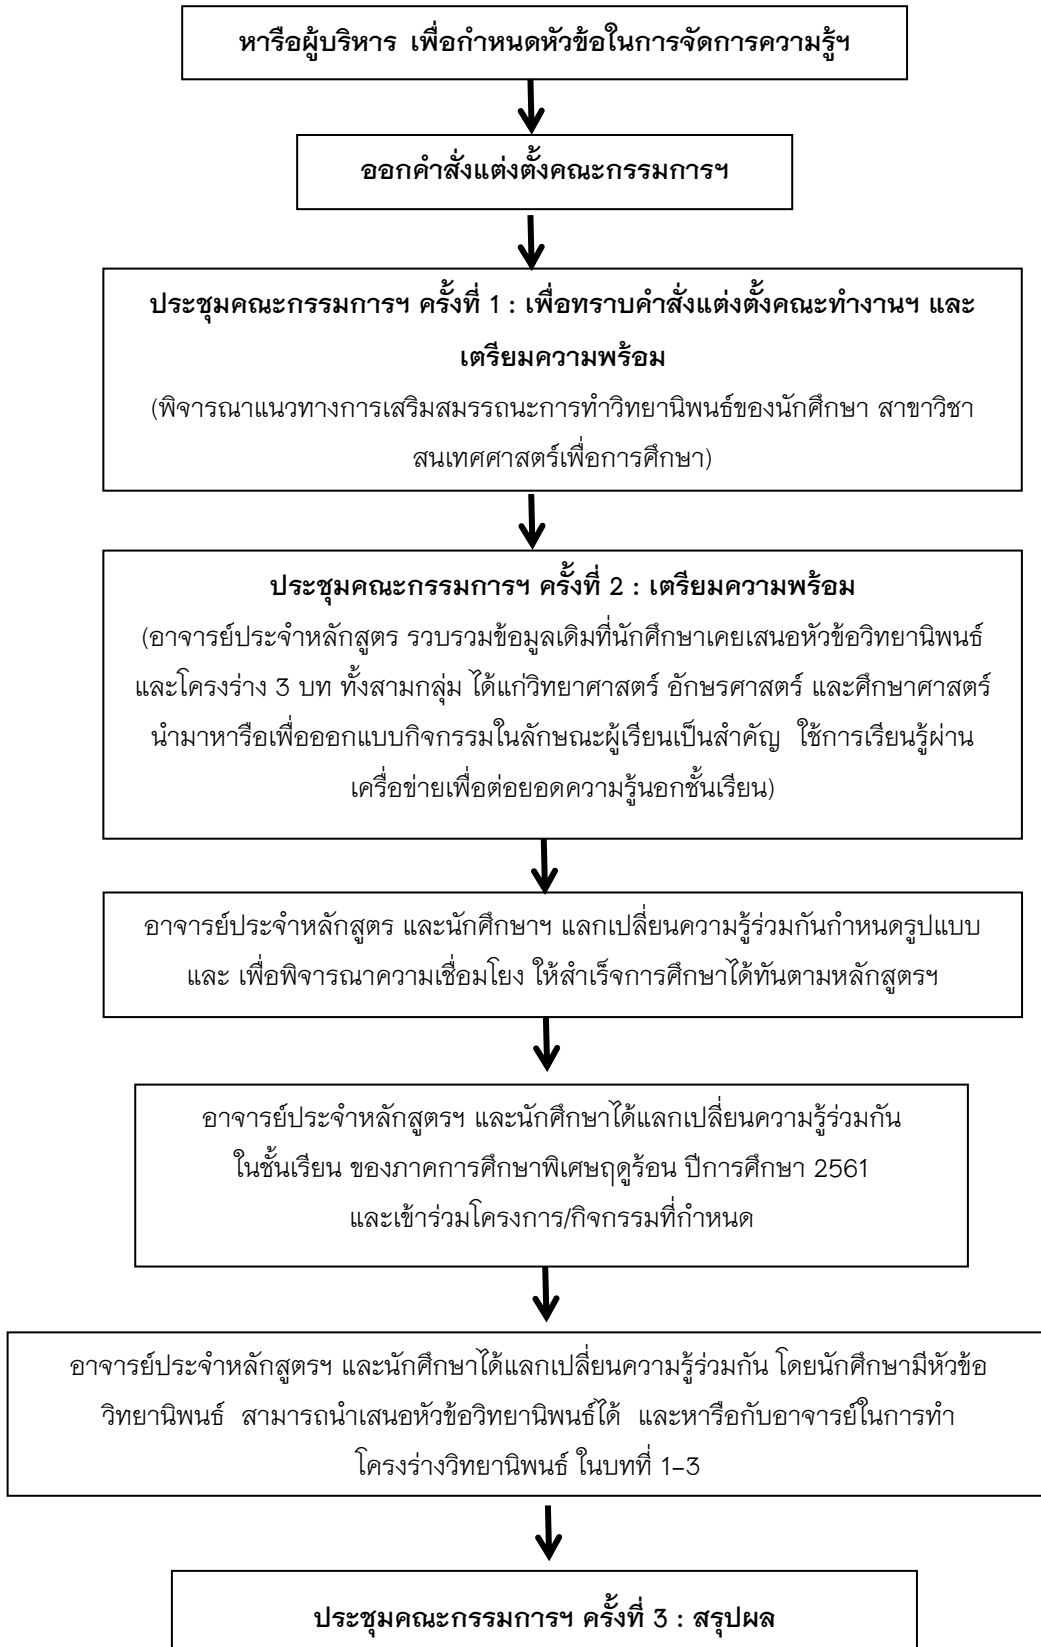 หารือผู้บริหาร เพื่อกำหนดหัวข้อในการจัดการความรู้ฯ
ออกคำสั่งแต่งตั้งคณะกรรมการฯ
ประชุมคณะกรรมการฯ ครั้งที่ 1 : เพื่อทราบคำสั่งแต่งตั้งคณะทำงานฯ และ
เตรียมความพร้อม
(พิจารณาแนวทางการเสริมสมรรถนะการทำวิทยานิพนธ์ของนักศึกษา สาขาวิชา
สนเทศศาสตร์เพื่อการศึกษา)
ประชุมคณะกรรมการฯ ครั้งที่ 2 : เตรียมความพร้อม
(อาจารย์ประจำหลักสูตร รวบรวมข้อมูลเดิมที่นักศึกษาเคยเสนอหัวข้อวิทยานิพนธ์
และโครงร่าง 3 บท ทั้งสามกลุ่ม ได้แก่วิทยาศาสตร์ อักษรศาสตร์ และศึกษาศาสตร์
นำมาหารือเพื่อออกแบบกิจกรรมในลักษณะผู้เรียนเป็นสำคัญ ใช้การเรียนรู้ผ่าน
เครื่อข่ายเพื่อต่อยอดความรู้นอกชั้นเรียน)
อาจารย์ประจำหลักสูตร และนักศึกษาฯ แลกเปลี่ยนความรู้ร่วมกันกำหนดรูปแบบ
และ เพื่อพิจารณาความเชื่อมโยง ให้สำเร็จการศึกษาได้ทันตามหลักสูตรฯ
อาจารย์ประจำหลักสูตรฯ และนักศึกษาได้แลกเปลี่ยนความรู้ร่วมกัน
ในชั้นเรียน ของภาคการศึกษาพิเศษฤดูร้อน ปีการศึกษา 2561
และเข้าร่วมโครงการ/กิจกรรมที่กำหนด
อาจารย์ประจำหลักสูตรฯ และนักศึกษาได้แลกเปลี่ยนความรู้ร่วมกัน โดยนักศึกษามีหัวข้อ
วิทยานิพนธ์ สามารถนำเสนอหัวข้อวิทยานิพนธ์ได้ และหารือกับอาจารย์ในการทำ
โครงร่างวิทยานิพนธ์ ในบทที่ 1-3
ประชุมคณะกรรมการฯ ครั้งที่ 3 : สรุปผล